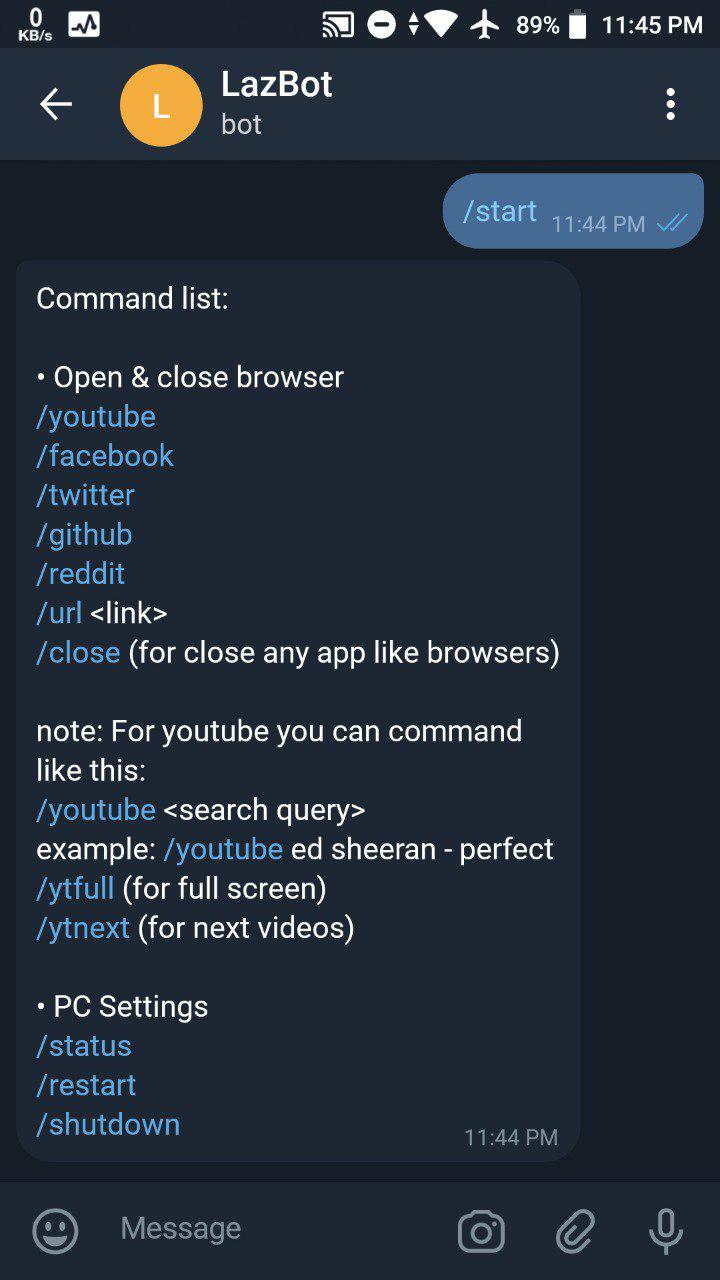 0
KB/s
89%
11:45 PM
L
LazBot
bot
/start
11:44 PM
Command list:
• Open & close browser
/youtube
/facebook
/twitter
/github
/reddit
/url <link>
/close (for close any app like browsers)
note: For youtube you can command
like this:
/youtube <search query>
example: /youtube ed sheeran - perfect
/ytfull (for full screen)
/ytnext (for next videos)
• PC Settings
/status
/restart
/shutdown
11:44 PM
Message